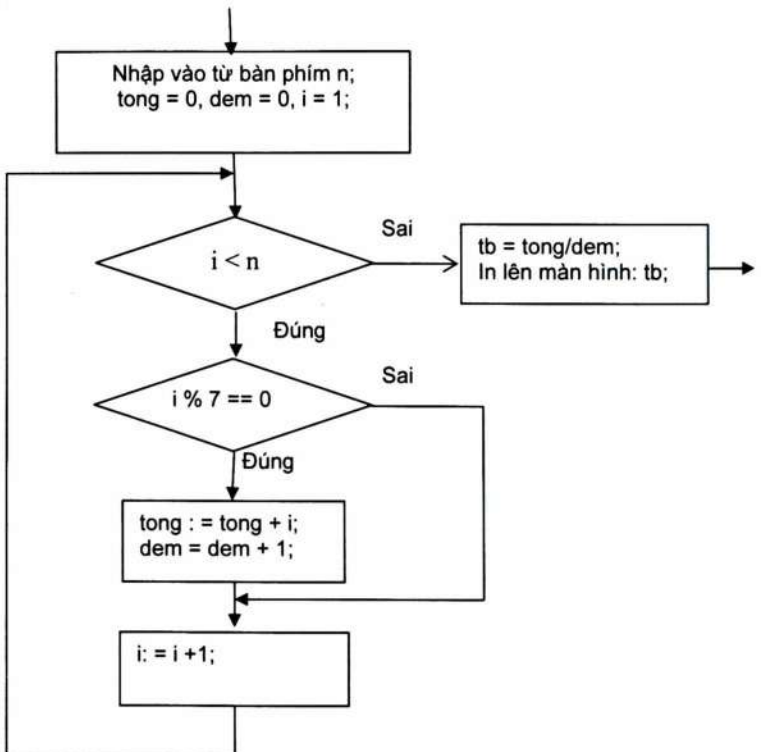 Nhập vào từ bàn phím n;
tong = 0, dem = 0, i = 1;
i < n
Sai
tb = tong/dem;
In lên màn hình: tb;
Đúng
i % 7 == 0
Sai
Đúng
tong : = tong + i;
dem = dem + 1;
i: = i +1;